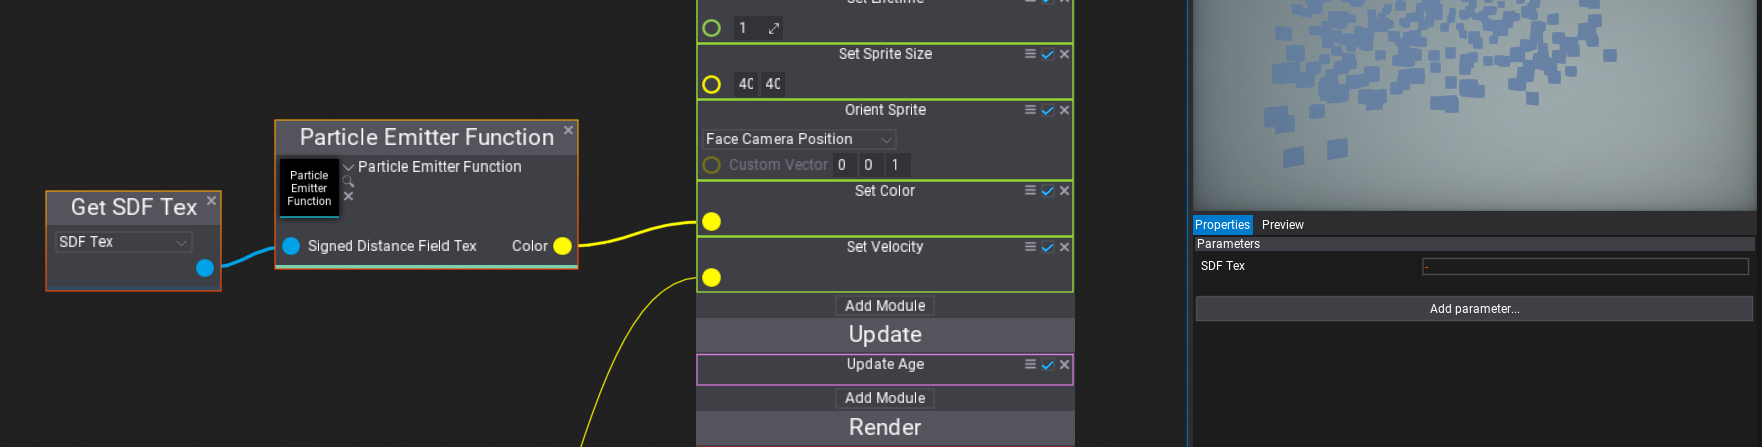 Set Lifetime
1
Set Sprite Size
40 40
Orient Sprite
Face Camera Position
Custom Vector 0 0 1
Set Color
Set Velocity
Add Module
Update
Update Age
Add Module
Render
Particle Emitter Function
Particle Emitter Function
Particle
Emitter
Function
Signed Distance Field Tex Color
Get SDF Tex
SDF Tex
Properties Preview
Parameters
SDF Tex -
Add parameter...